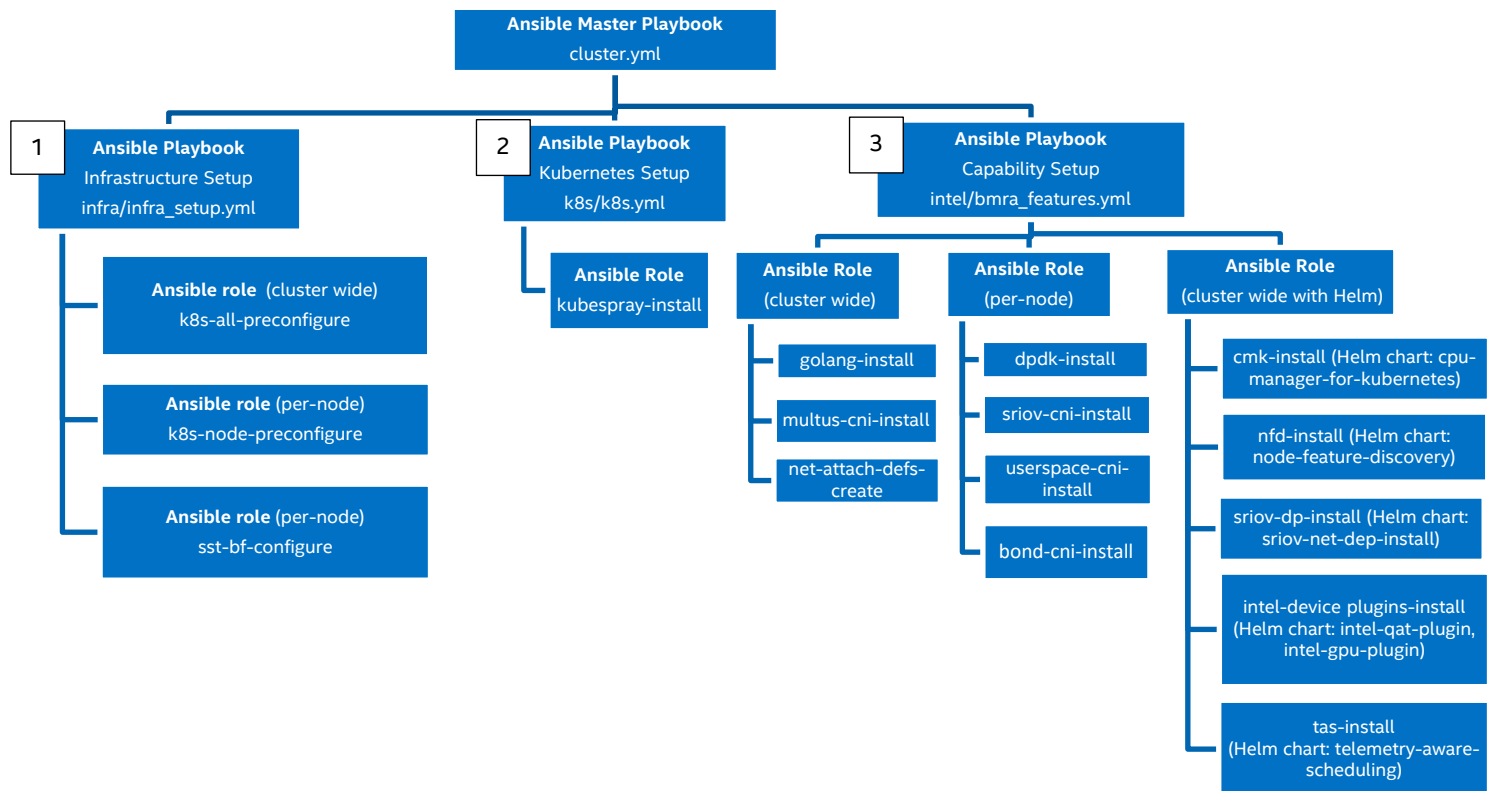 Ansible Master Playbook
cluster.yml
1
Ansible Playbook
Infrastructure Setup
infra/infra_setup.yml
Ansible role (cluster wide)
k8s-all-preconfigure
Ansible role (per-node)
k8s-node-preconfigure
Ansible role (per-node)
sst-bf-configure
2
Ansible Playbook
Kubernetes Setup
k8s/k8s.yml
Ansible Role
kubespray-install
3
Ansible Playbook
Capability Setup
intel/bmra_features.yml
Ansible Role
(cluster wide)
golang-install
multus-cni-install
net-attach-defs-
create
Ansible Role
(per-node)
dpdk-install
sriov-cni-install
userspace-cni-
install
bond-cni-install
Ansible Role
(cluster wide with Helm)
cmk-install (Helm chart: cpu-
manager-for-kubernetes)
nfd-install (Helm chart:
node-feature-discovery)
sriov-dp-install (Helm chart:
sriov-net-dep-install)
intel-device plugins-install
(Helm chart: intel-qat-plugin,
intel-gpu-plugin)
tas-install
(Helm chart: telemetry-aware-
scheduling)